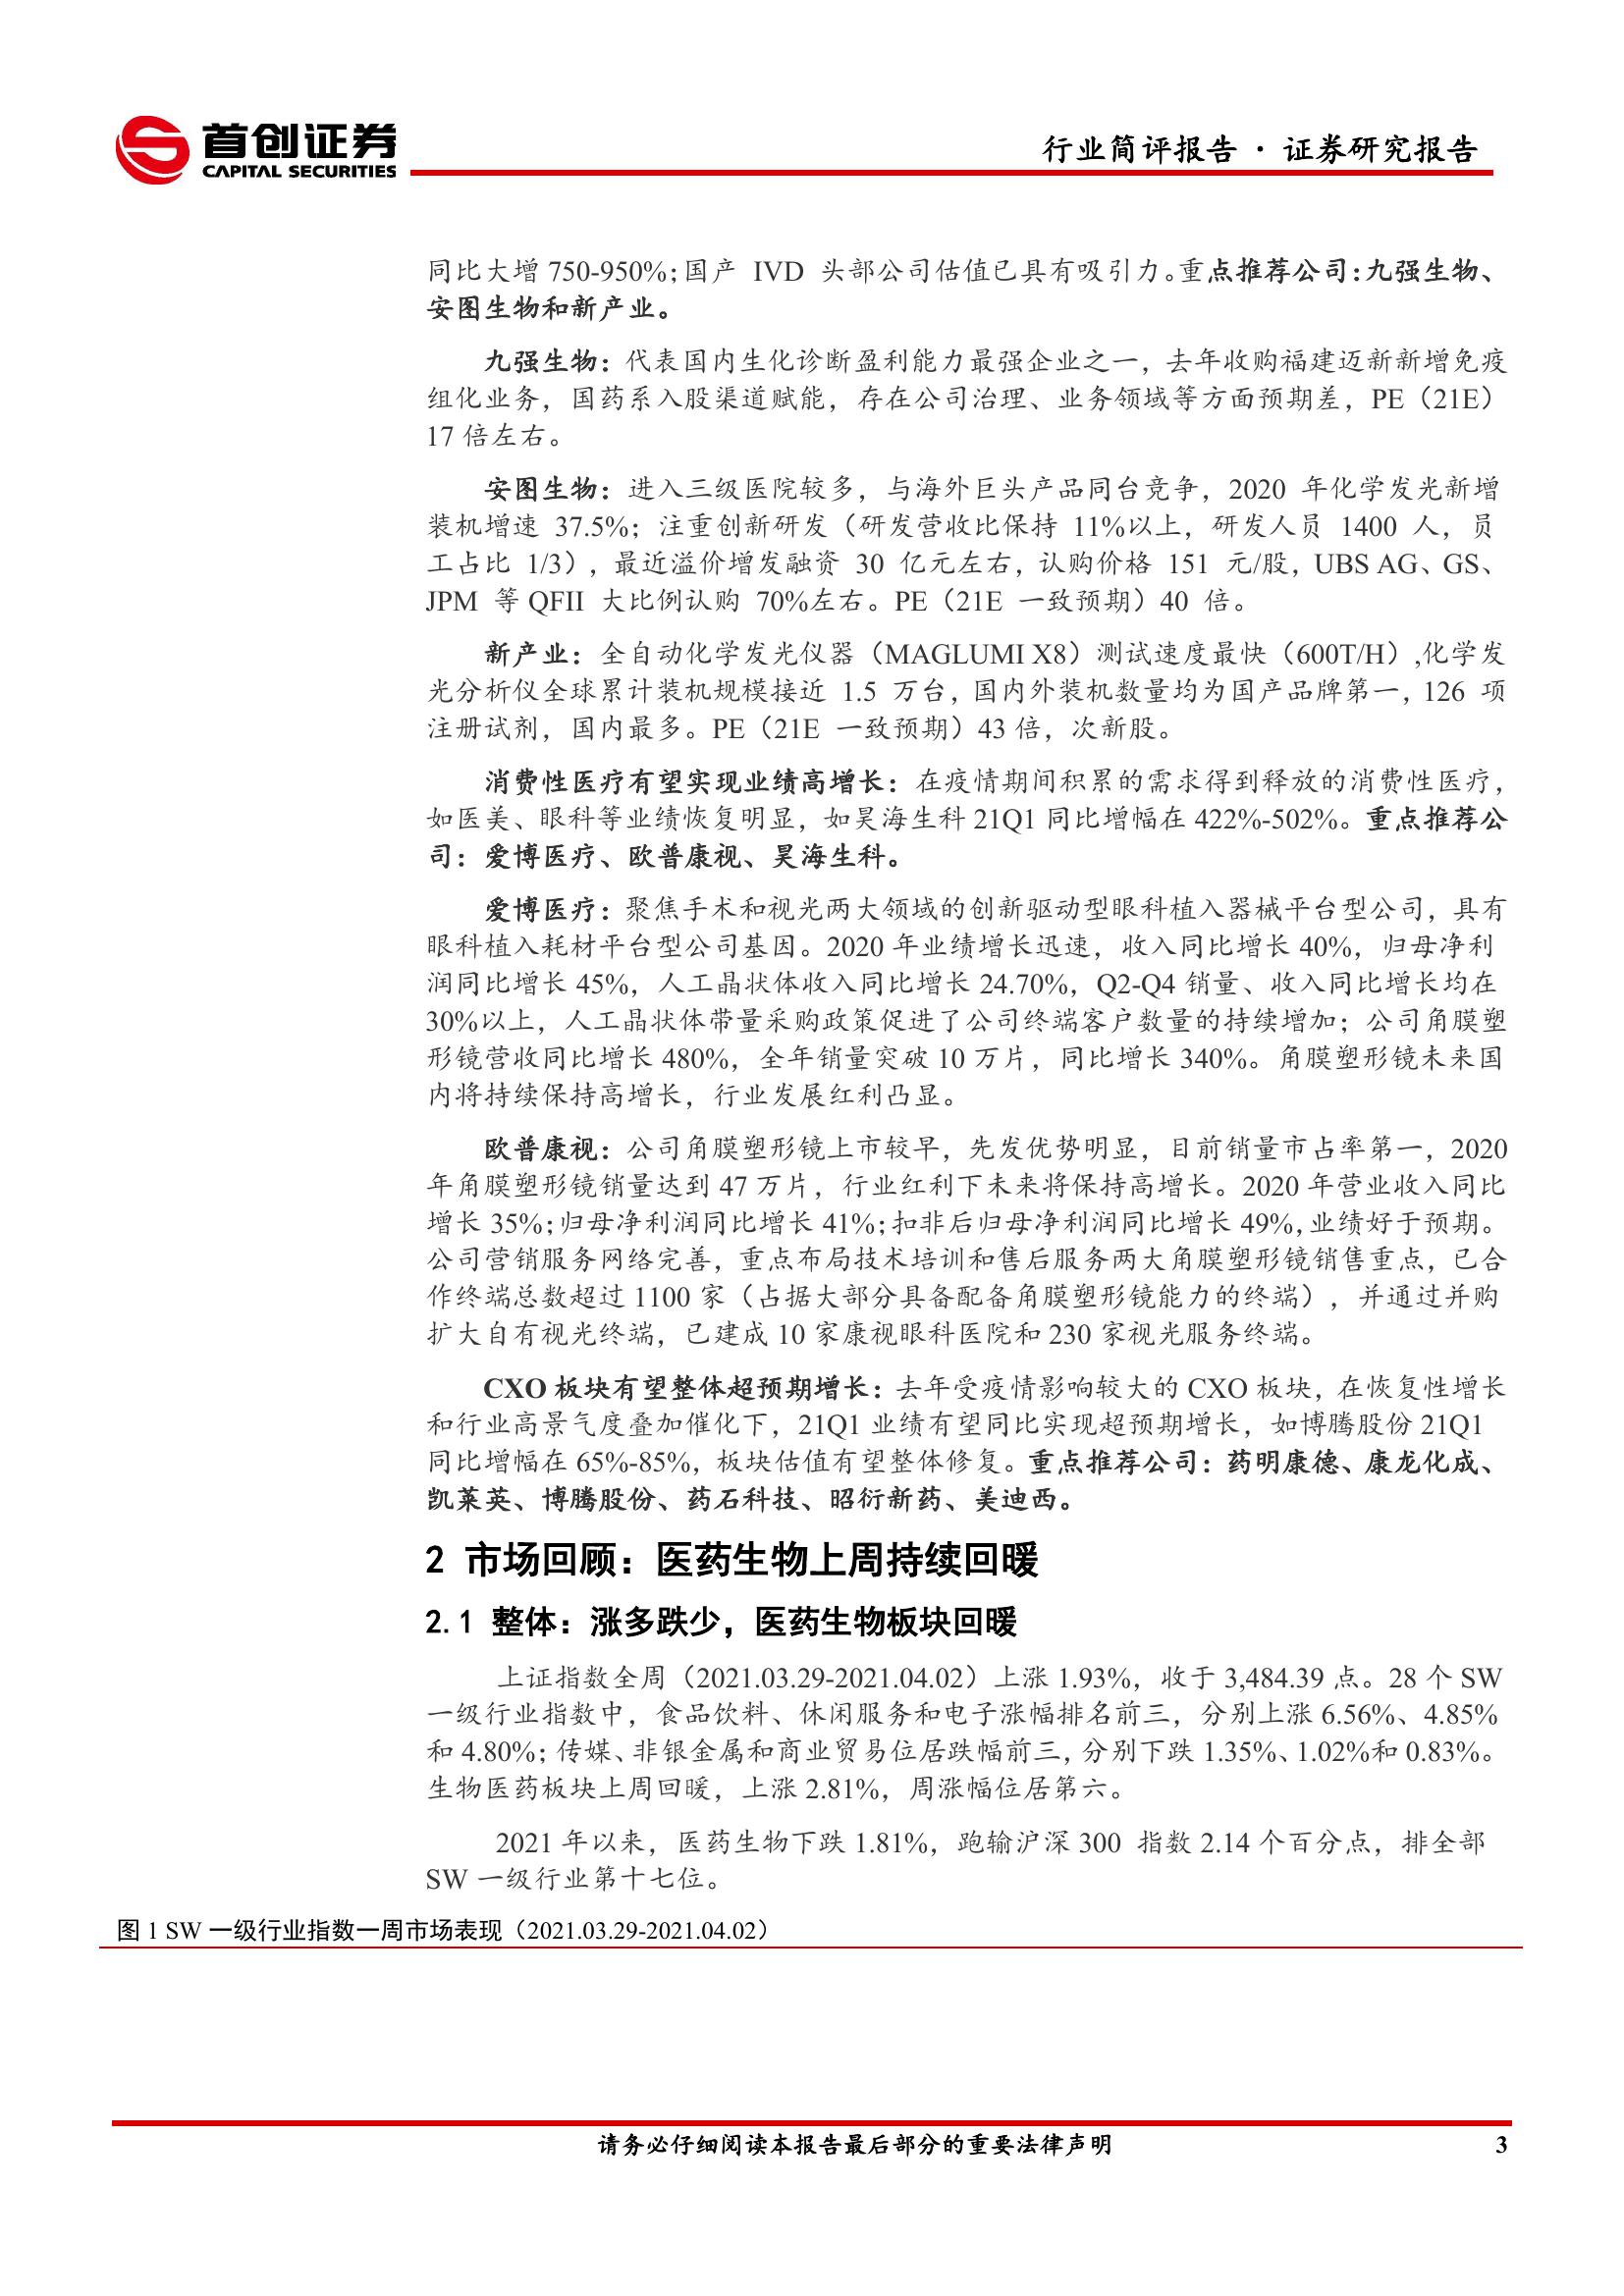 首创证券
CAPITAL SECURITIES
行业简评报告 · 证券研究报告
同比大增 750-950%；国产 IVD 头部公司估值已具有吸引力。重点推荐公司：九强生物、
安图生物和新产业。
九强生物：代表国内生化诊断盈利能力最强企业之一，去年收购福建迈新新增免疫
组化业务，国药系入股渠道赋能，存在公司治理、业务领域等方面预期差，PE（21E）
17 倍左右。
安图生物：进入三级医院较多，与海外巨头产品同台竞争，2020 年化学发光新增
装机增速 37.5%；注重创新研发（研发营收比保持 11%以上，研发人员 1400 人，员
工占比 1/3），最近溢价增发融资 30 亿元左右，认购价格 151 元/股，UBS AG、GS、
JPM 等 QFII 大比例认购 70%左右。PE（21E 一致预期）40 倍。
新产业：全自动化学发光仪器（MAGLUMI X8）测试速度最快（600T/H）,化学发
光分析仪全球累计装机规模接近 1.5 万台，国内外装机数量均为国产品牌第一，126 项
注册试剂，国内最多。PE（21E 一致预期）43 倍，次新股。
消费性医疗有望实现业绩高增长：在疫情期间积累的需求得到释放的消费性医疗，
如医美、眼科等业绩恢复明显，如昊海生科 21Q1 同比增幅在 422%-502%。重点推荐公
司：爱博医疗、欧普康视、昊海生科。
爱博医疗：聚焦手术和视光两大领域的创新驱动型眼科植入器械平台型公司，具有
眼科植入耗材平台型公司基因。2020 年业绩增长迅速，收入同比增长 40%，归母净利
润同比增长 45%，人工晶状体收入同比增长 24.70%，Q2-Q4 销量、收入同比增长均在
30%以上，人工晶状体带量采购政策促进了公司终端客户数量的持续增加；公司角膜塑
形镜营收同比增长 480%，全年销量突破 10 万片，同比增长 340%。角膜塑形镜未来国
内将持续保持高增长，行业发展红利凸显。
欧普康视：公司角膜塑形镜上市较早，先发优势明显，目前销量市占率第一，2020
年角膜塑形镜销量达到 47 万片，行业红利下未来将保持高增长。2020 年营业收入同比
增长 35%；归母净利润同比增长 41%；扣非后归母净利润同比增长 49%，业绩好于预期。
公司营销服务网络完善，重点布局技术培训和售后服务两大角膜塑形镜销售重点，已合
作终端总数超过 1100 家（占据大部分具备配备角膜塑形镜能力的终端），并通过并购
扩大自有视光终端，已建成 10 家康视眼科医院和 230 家视光服务终端。
CXO 板块有望整体超预期增长：去年受疫情影响较大的 CXO 板块，在恢复性增长
和行业高景气度叠加催化下，21Q1 业绩有望同比实现超预期增长，如博腾股份 21Q1
同比增幅在 65%-85%，板块估值有望整体修复。重点推荐公司：药明康德、康龙化成、
凯莱英、博腾股份、药石科技、昭衍新药、美迪西。
2 市场回顾：医药生物上周持续回暖
2.1 整体：涨多跌少，医药生物板块回暖
上证指数全周（2021.03.29-2021.04.02）上涨 1.93%，收于 3,484.39 点。28 个 SW
一级行业指数中，食品饮料、休闲服务和电子涨幅排名前三，分别上涨 6.56%、4.85%
和 4.80%；传媒、非银金属和商业贸易位居跌幅前三，分别下跌 1.35%、1.02%和 0.83%。
生物医药板块上周回暖，上涨 2.81%，周涨幅位居第六。
2021 年以来，医药生物下跌 1.81%，跑输沪深 300 指数 2.14 个百分点，排全部
SW 一级行业第十七位。
图 1 SW 一级行业指数一周市场表现（2021.03.29-2021.04.02）
请务必仔细阅读本报告最后部分的重要法律声明
3